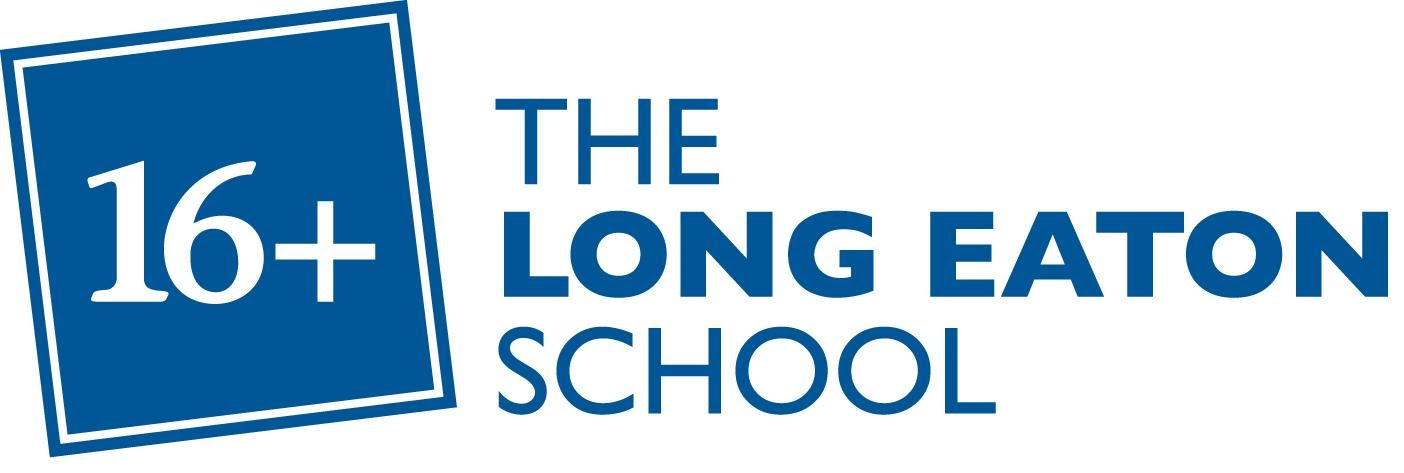 16+
THE
LONG EATON
SCHOOL